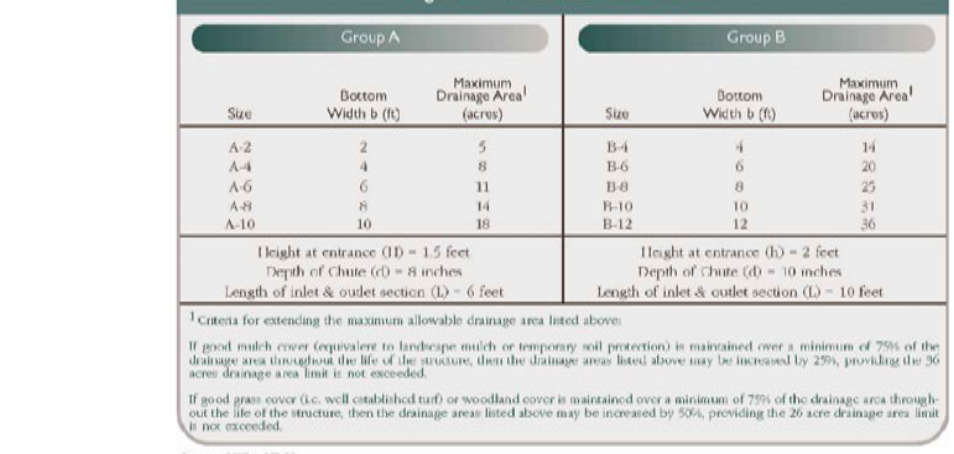 Group A Group B
Size Bottom Width b (ft) Maximum Drainage Area1 (acres) Size Bottom Width b (ft) Maximum Drainage Area1 (acres)
A-2 2 5 B-4 4 14
A-4 4 8 B-6 6 20
A-6 6 11 B-8 8 25
A-8 8 14 B-10 10 31
A-10 10 18 B-12 12 36
Height at entrance (H) = 1.5 feet Height at entrance (h) = 2 feet
Depth of Chute (d) = 8 inches Depth of Chute (d) = 10 inches
Length of inlet & outlet section (L) = 6 feet Length of inlet & outlet section (L) = 10 feet
1 Criteria for extending the maximum allowable drainage area listed above:
If good mulch cover (equivalent to landscape mulch or temporary soil protection) is maintained over a minimum of 75% of the
drainage area throughout the life of the structure, then the drainage areas listed above may be increased by 25%, providing the 36
acres drainage area limit is not exceeded.
If good grass cover (i.e. well established turf) or woodland cover is maintained over a minimum of 75% of the drainage area through-
out the life of the structure, then the drainage areas listed above may be increased by 50%, providing the 26 acre drainage area limit
is not exceeded.